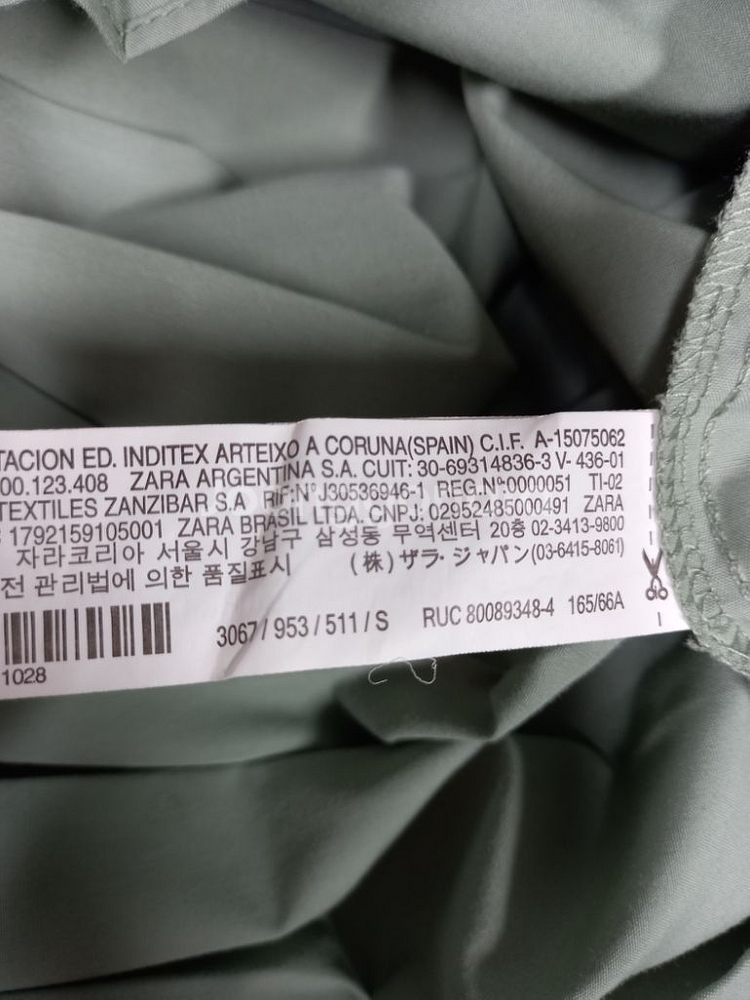 TACION ED. INDITEX ARTEIXO A CORUNA(SPAIN) C.I.F. A-15075062
00.123.408 ZARA ARGENTINA S.A. CUIT: 30-69314836-3 V- 436-01
TEXTILES ZANZIBAR S.A RIF:NºJ30536946-1 REG.Nº:0000051 TI-02
1792159105001 ZARA BRASIL LTDA. CNPJ: 02952485000491 ZARA
자라코리아 서울시 강남구 삼성동 무역센터 20층 02-3413-9800
전 관리법에 의한 품질표시 (株)ザラ・ジャパン(03-6415-8061)
3067 / 953 / 511 / S RUC 80089348-4 165/66A
1028